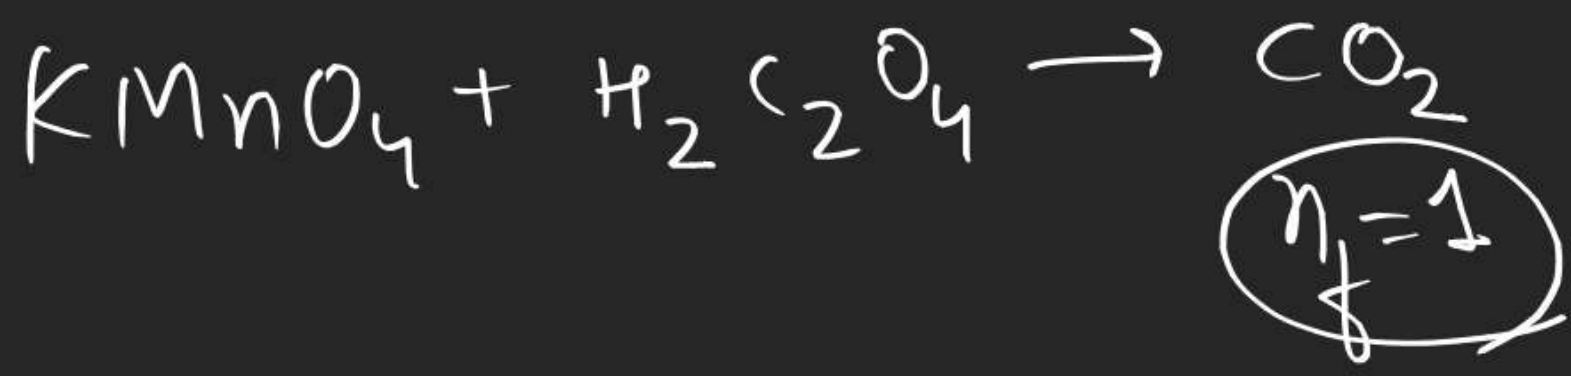 KMnO₄ + H₂C₂O₄ → CO₂
n_f = 1